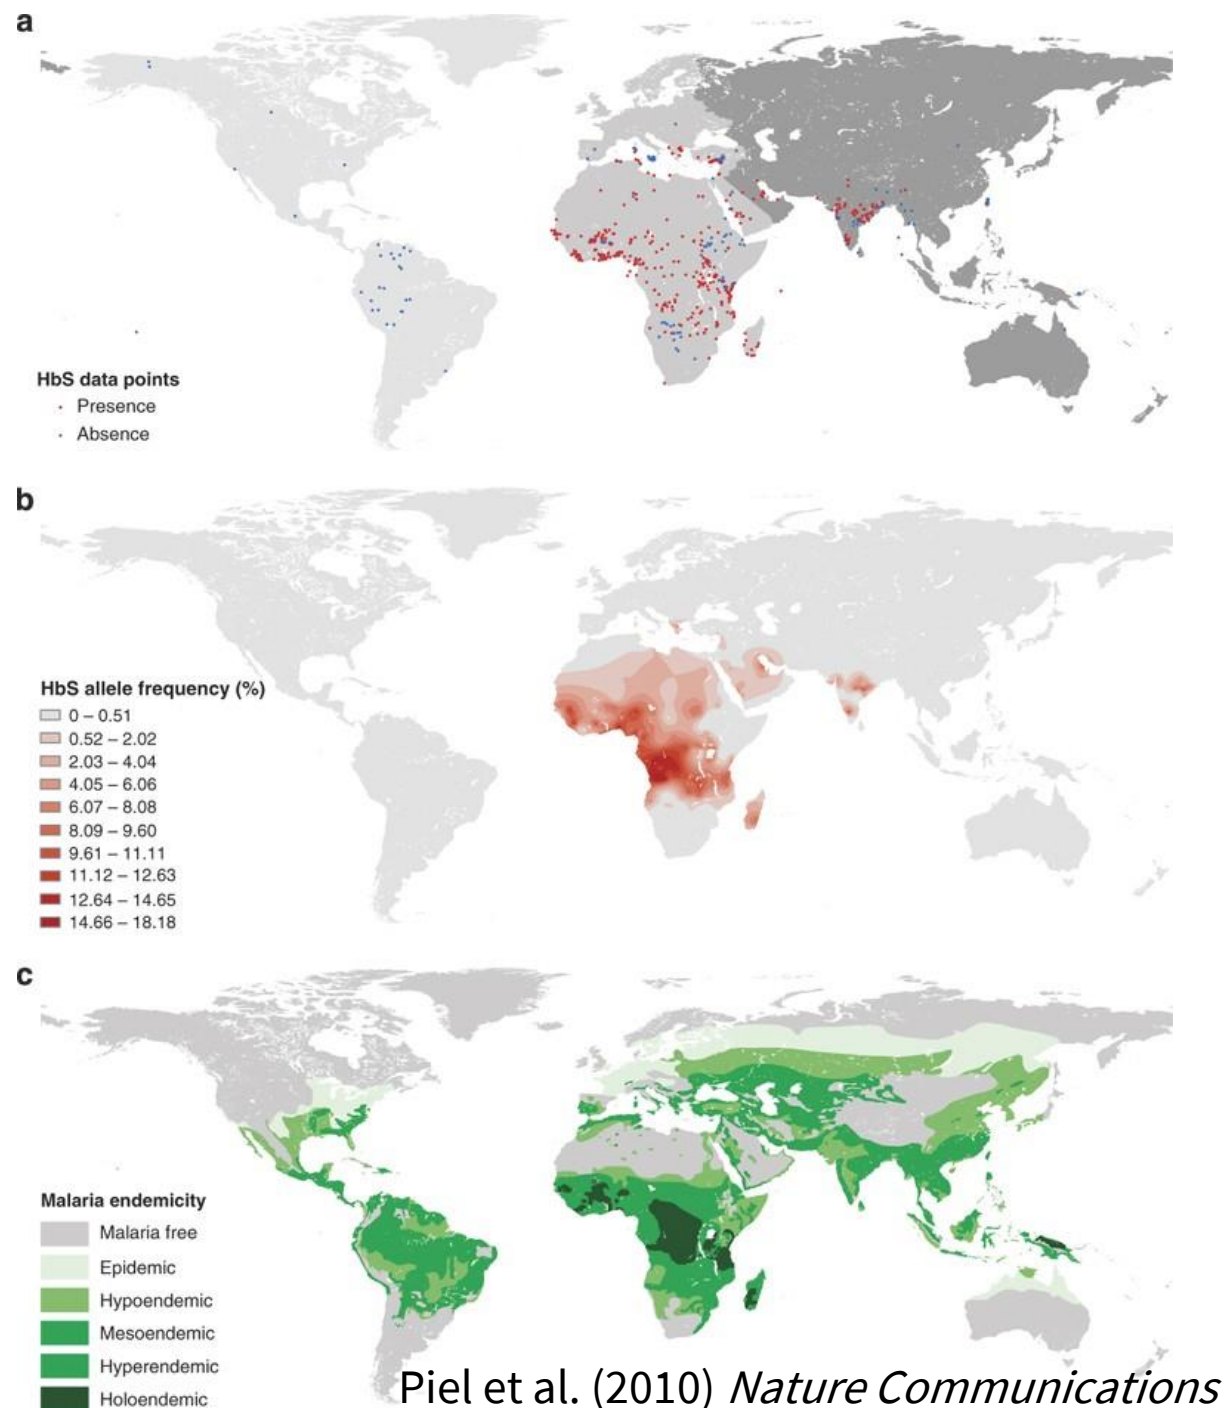 a
HbS data points
Presence
Absence
b
HbS allele frequency (%)
0 – 0.51
0.52 – 2.02
2.03 – 4.04
4.05 – 6.06
6.07 – 8.08
8.09 – 9.60
9.61 – 11.11
11.12 – 12.63
12.64 – 14.65
14.66 – 18.18
c
Malaria endemicity
Malaria free
Epidemic
Hypoendemic
Mesoendemic
Hyperendemic
Holoendemic
Piel et al. (2010) Nature Communications